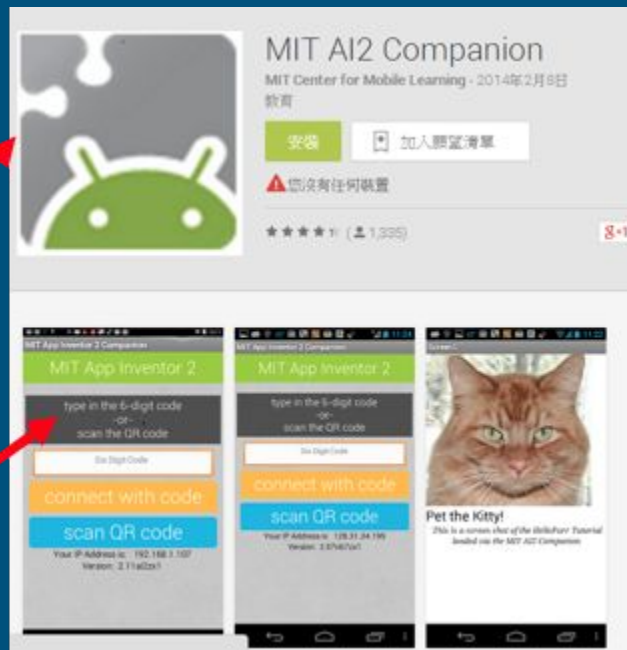 MIT AI2 Companion
MIT Center for Mobile Learning - 2014年2月8日
教育
安裝
加入願望清單
您沒有任何裝置
(1,335)
g+1
MIT App Inventor 2 Companion
MIT App Inventor 2
type in the 6-digit code
-or-
scan the QR code
Six Digit Code
connect with code
scan QR code
Your IP Address is: 192.168.1.107
Version: 2.11ai2zx1
MIT App Inventor 2 Companion
MIT App Inventor 2
type in the 6-digit code
-or-
scan the QR code
Six Digit Code
connect with code
scan QR code
Pet the Kitty!
This is a screen shot of the HelloPurr Tutorial
loaded via the MIT AI2 Companion